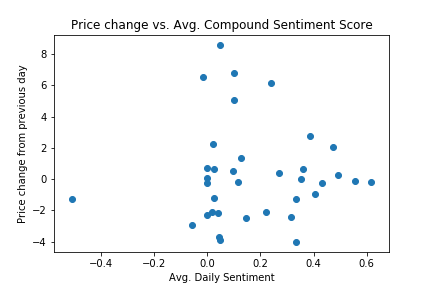 Price change vs. Avg. Compound Sentiment Score
Price change from previous day
8
6
4
2
0
−2
−4
−0.4 −0.2 0.0 0.2 0.4 0.6
Avg. Daily Sentiment